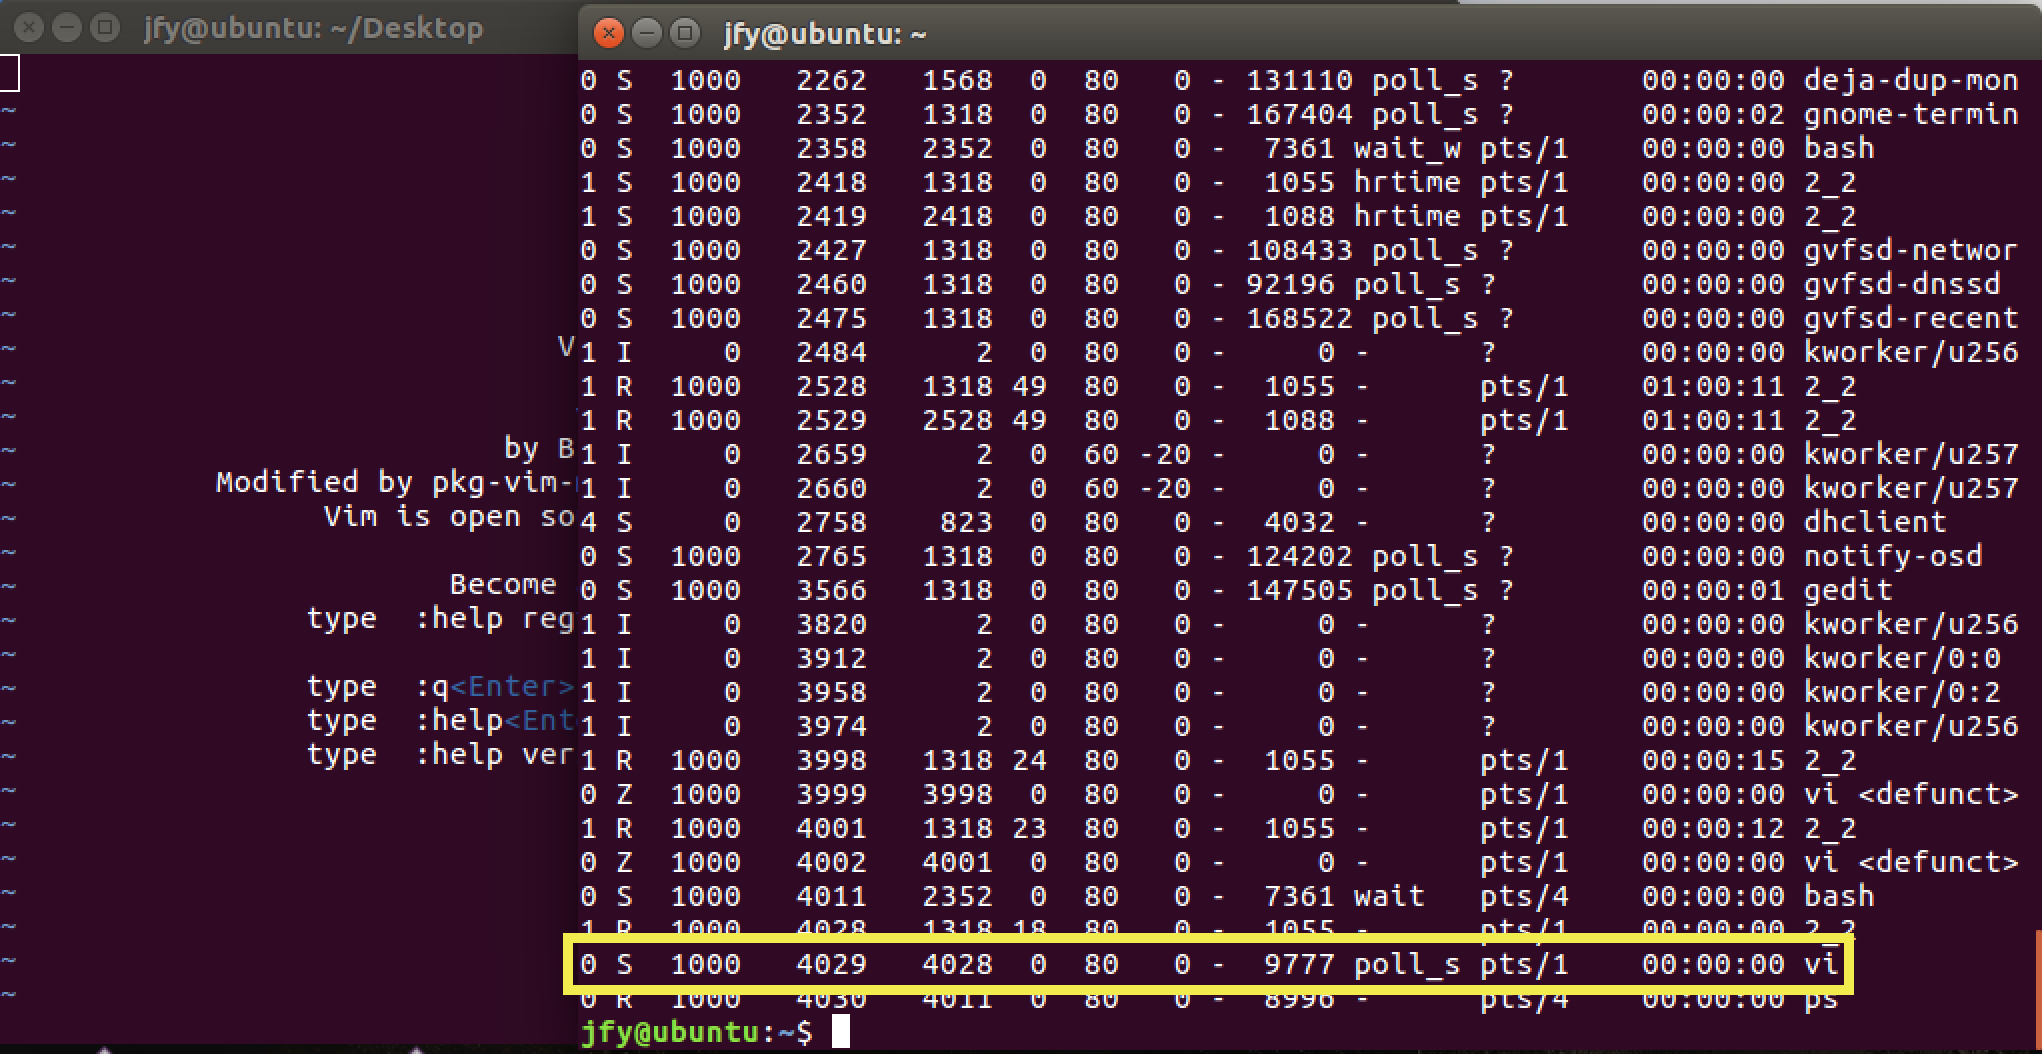 jfy@ubuntu: ~/Desktop
~
~
~
~
~
~
~
~
V
~
~
~
by B
~
Modified by pkg-vim-
~
Vim is open so
~
~
Become
~
type :help reg
~
~
type :q<Enter>
~
type :help<Ent
~
type :help ver
~
~
~
~
~
~
~
jfy@ubuntu: ~
0 S 1000 2262 1568 0 80 0 - 131110 poll_s ? 00:00:00 deja-dup-mon
0 S 1000 2352 1318 0 80 0 - 167404 poll_s ? 00:00:02 gnome-termin
0 S 1000 2358 2352 0 80 0 - 7361 wait_w pts/1 00:00:00 bash
1 S 1000 2418 1318 0 80 0 - 1055 hrtime pts/1 00:00:00 2_2
1 S 1000 2419 2418 0 80 0 - 1088 hrtime pts/1 00:00:00 2_2
0 S 1000 2427 1318 0 80 0 - 108433 poll_s ? 00:00:00 gvfsd-networ
0 S 1000 2460 1318 0 80 0 - 92196 poll_s ? 00:00:00 gvfsd-dnssd
0 S 1000 2475 1318 0 80 0 - 168522 poll_s ? 00:00:00 gvfsd-recent
1 I 0 2484 2 0 80 0 - 0 - ? 00:00:00 kworker/u256
1 R 1000 2528 1318 49 80 0 - 1055 - pts/1 01:00:11 2_2
1 R 1000 2529 2528 49 80 0 - 1088 - pts/1 01:00:11 2_2
1 I 0 2659 2 0 60 -20 - 0 - ? 00:00:00 kworker/u257
1 I 0 2660 2 0 60 -20 - 0 - ? 00:00:00 kworker/u257
4 S 0 2758 823 0 80 0 - 4032 - ? 00:00:00 dhclient
0 S 1000 2765 1318 0 80 0 - 124202 poll_s ? 00:00:00 notify-osd
0 S 1000 3566 1318 0 80 0 - 147505 poll_s ? 00:00:01 gedit
1 I 0 3820 2 0 80 0 - 0 - ? 00:00:00 kworker/u256
1 I 0 3912 2 0 80 0 - 0 - ? 00:00:00 kworker/0:0
1 I 0 3958 2 0 80 0 - 0 - ? 00:00:00 kworker/0:2
1 I 0 3974 2 0 80 0 - 0 - ? 00:00:00 kworker/u256
1 R 1000 3998 1318 24 80 0 - 1055 - pts/1 00:00:15 2_2
0 Z 1000 3999 3998 0 80 0 - 0 - pts/1 00:00:00 vi <defunct>
1 R 1000 4001 1318 23 80 0 - 1055 - pts/1 00:00:12 2_2
0 Z 1000 4002 4001 0 80 0 - 0 - pts/1 00:00:00 vi <defunct>
0 S 1000 4011 2352 0 80 0 - 7361 wait pts/4 00:00:00 bash
1 R 1000 4028 1318 18 80 0 - 1055 - pts/1 00:00:00 2_2
0 S 1000 4029 4028 0 80 0 - 9777 poll_s pts/1 00:00:00 vi
0 R 1000 4030 4011 0 80 0 - 8996 - pts/4 00:00:00 ps
jfy@ubuntu:~$